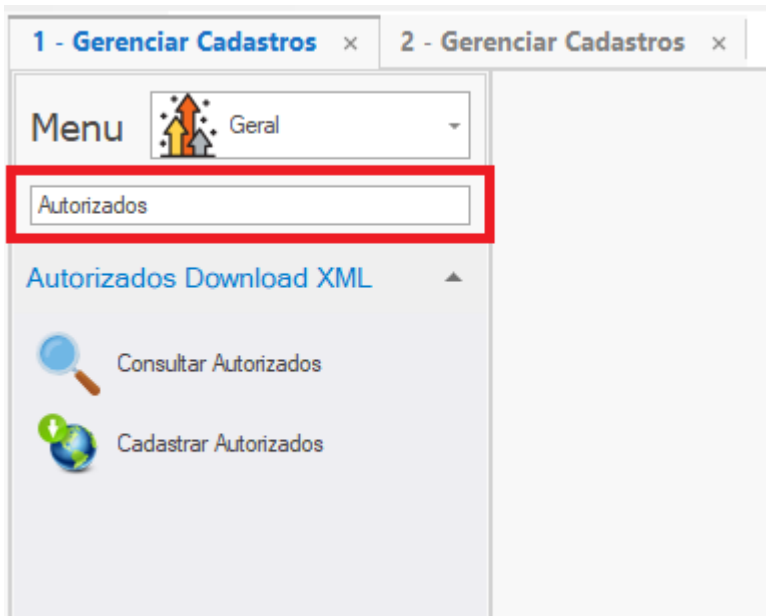 1 - Gerenciar Cadastros × 2 - Gerenciar Cadastros ×
Menu Geral
Autorizados
Autorizados Download XML
Consultar Autorizados
Cadastrar Autorizados